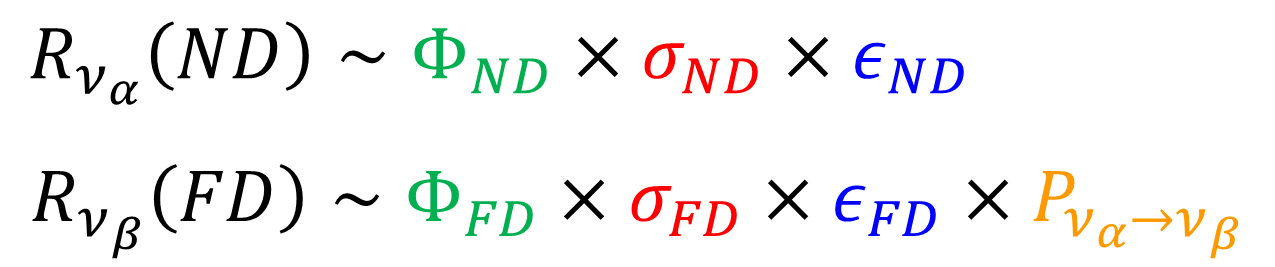 R_{ν_α}(ND) ~ Φ_{ND} × σ_{ND} × ϵ_{ND}
R_{ν_β}(FD) ~ Φ_{FD} × σ_{FD} × ϵ_{FD} × P_{ν_α→ν_β}